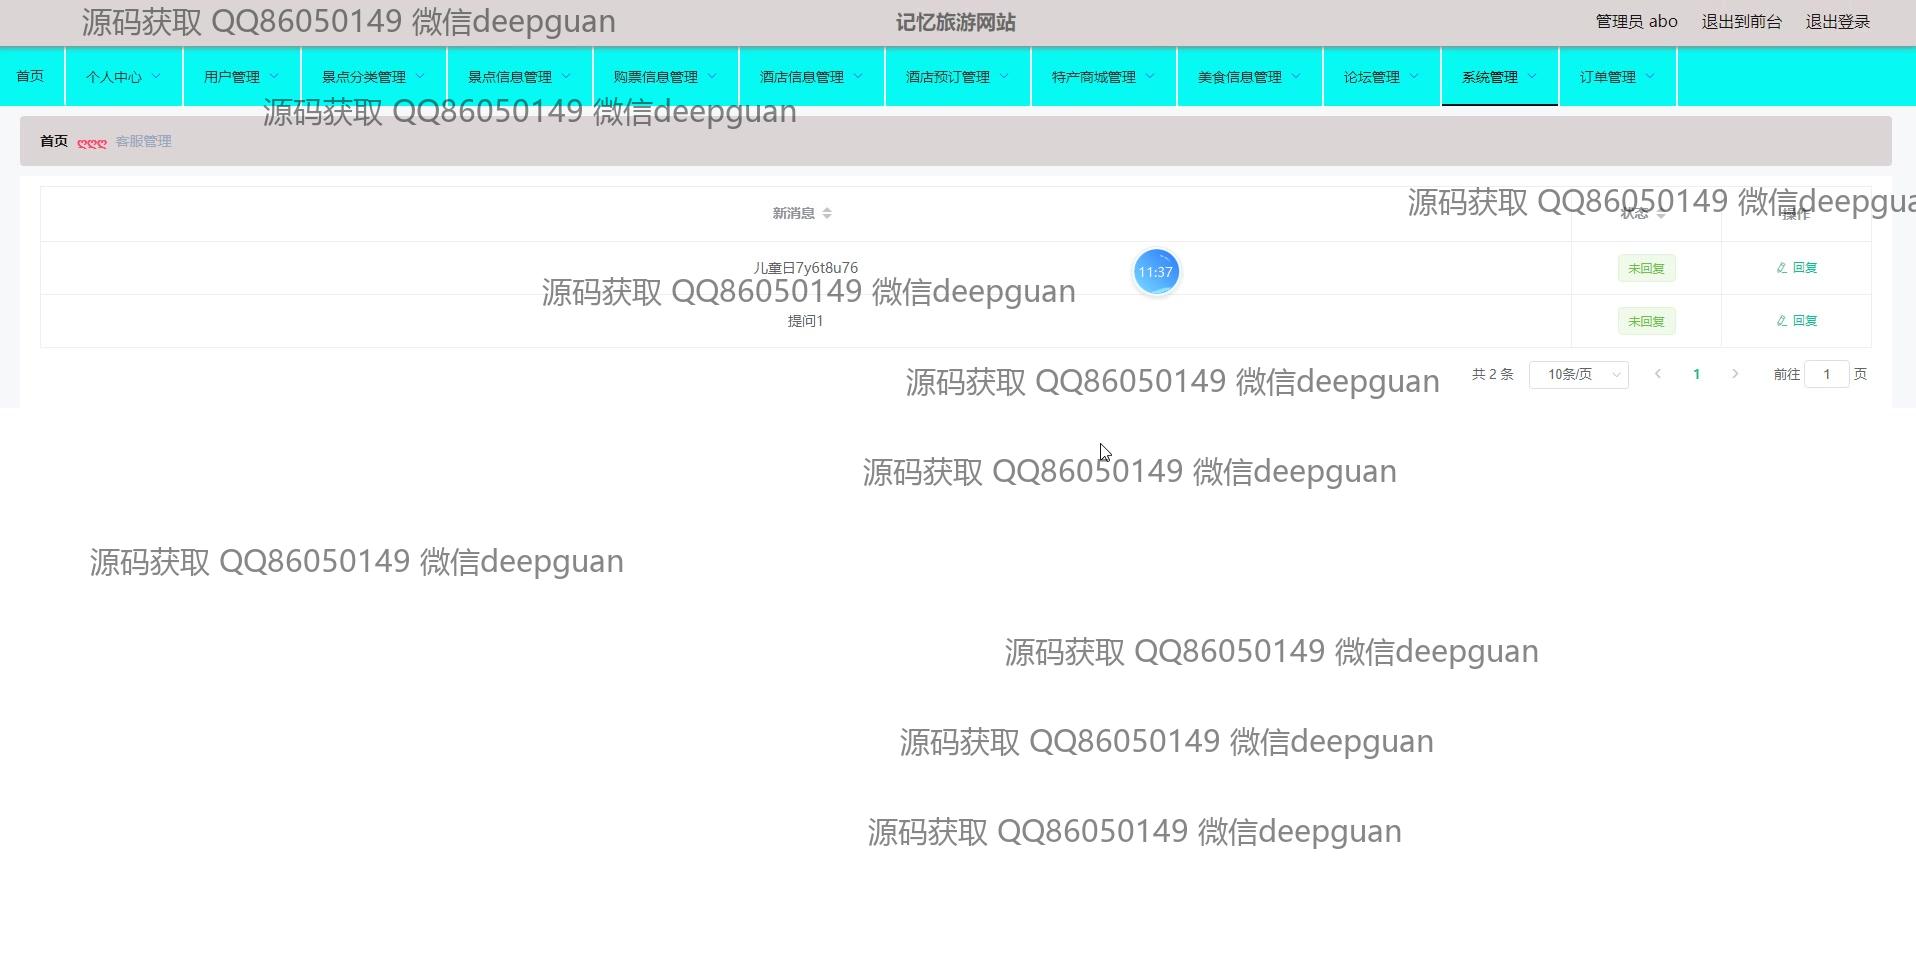 源码获取 QQ86050149 微信deepguan
记忆旅游网站
管理员 abo 退出到前台 退出登录
首页 个人中心 用户管理 景点分类管理 景点信息管理 购票信息管理 酒店信息管理 酒店预订管理 特产商城管理 美食信息管理 论坛管理 系统管理 订单管理
源码获取 QQ86050149 微信deepguan
首页 ღღღ 客服管理
源码获取 QQ86050149 微信deepgua
新消息 状态 操作
儿童日7y6t8u76 未回复 回复
11:37
源码获取 QQ86050149 微信deepguan
提问1 未回复 回复
共 2 条 10条/页 1 前往 1 页
源码获取 QQ86050149 微信deepguan
源码获取 QQ86050149 微信deepguan
源码获取 QQ86050149 微信deepguan
源码获取 QQ86050149 微信deepguan
源码获取 QQ86050149 微信deepguan
源码获取 QQ86050149 微信deepguan